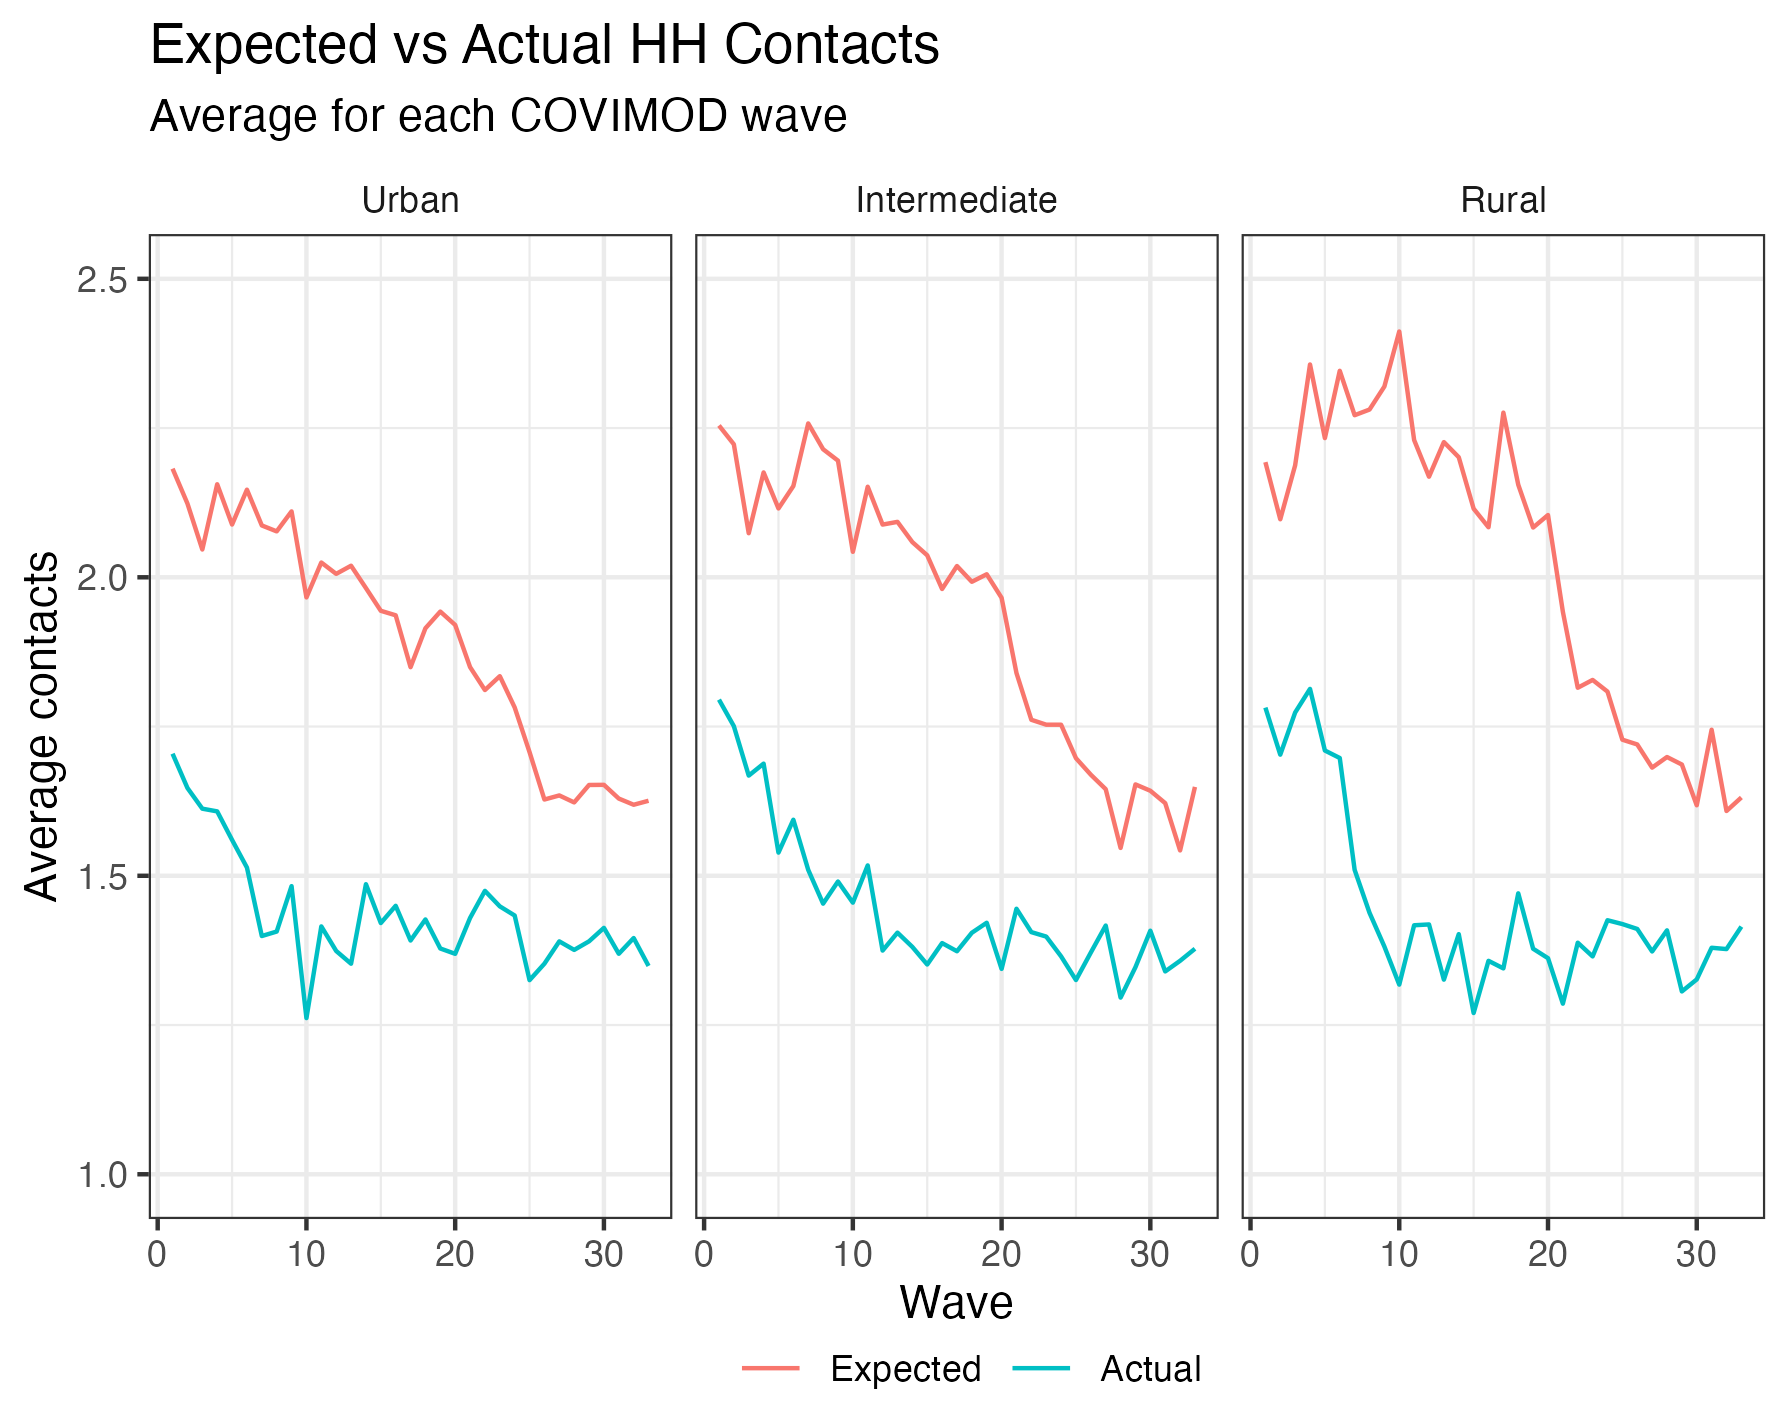 Expected vs Actual HH Contacts
Average for each COVIMOD wave
Urban
Intermediate
Rural
Average contacts
2.5
2.0
1.5
1.0
0 10 20 30
0 10 20 30
0 10 20 30
Wave
Expected Actual